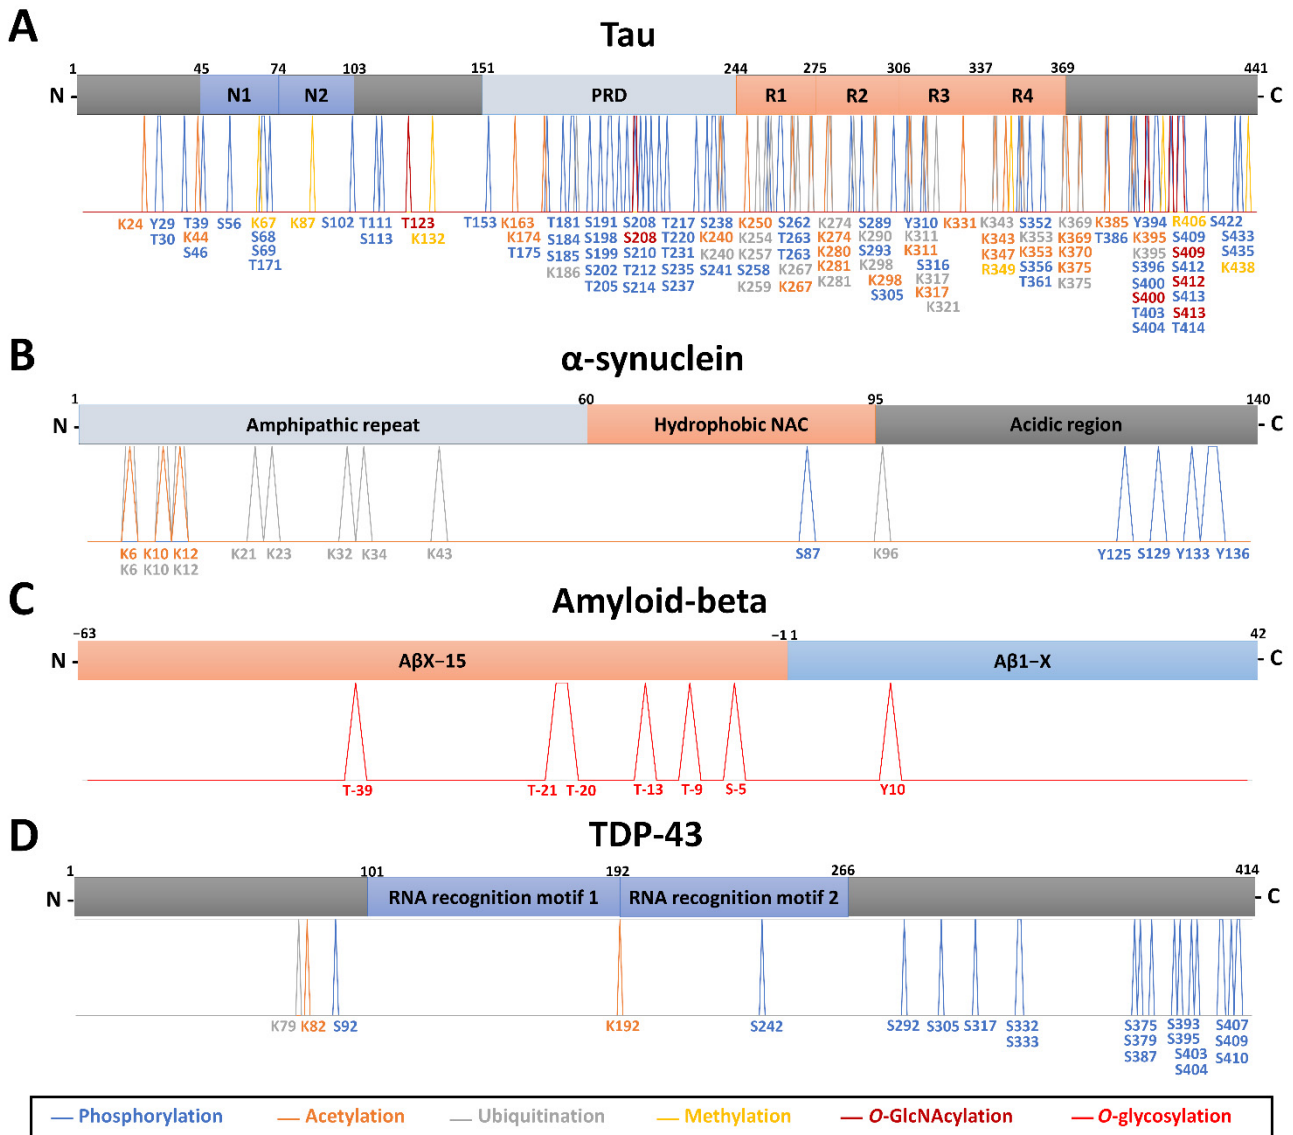 A
Tau
1 45 74 103 151 244 275 306 337 369 441
N - N1 N2 PRD R1 R2 R3 R4 - C
K24 Y29 T39 S56 K67 K87 S102 T111 T123 K132 T153 K163 T181 S191 S208 T217 S238 K250 S262 K274 S289 Y310 K331 K343 S352 K369 K385 Y394 R406 S422
T30 K44 S68 S113 K174 S184 S198 S208 T220 K240 K254 T263 K274 K290 K311 K343 K353 K369 T386 K395 S409 S433
S46 S69 T175 S185 S199 S210 T231 K240 K257 T263 K280 S293 K311 K347 K353 K370 K395 S409 S435
T171 K186 S202 T212 S235 S241 S258 K267 K281 K298 S316 R349 S356 K375 S396 S412 K438
T205 S214 S237 K259 K267 K281 K298 K317 T361 K375 S400 S412
S305 K317 S400 S413
K321 T403 S413
S404 T414
B
α-synuclein
1 60 95 140
N - Amphipathic repeat Hydrophobic NAC Acidic region - C
K6 K10 K12 K21 K23 K32 K34 K43 S87 K96 Y125 S129 Y133 Y136
K6 K10 K12
C
Amyloid-beta
−63 −1 1 42
N - AβX−15 Aβ1−X - C
T-39 T-21 T-20 T-13 T-9 S-5 Y10
D
TDP-43
1 101 192 266 414
N - RNA recognition motif 1 RNA recognition motif 2 - C
K79 K82 S92 K192 S242 S292 S305 S317 S332 S375 S393 S407
S333 S379 S395 S409
S387 S403 S410
S404
Phosphorylation Acetylation Ubiquitination Methylation O-GlcNAcylation O-glycosylation